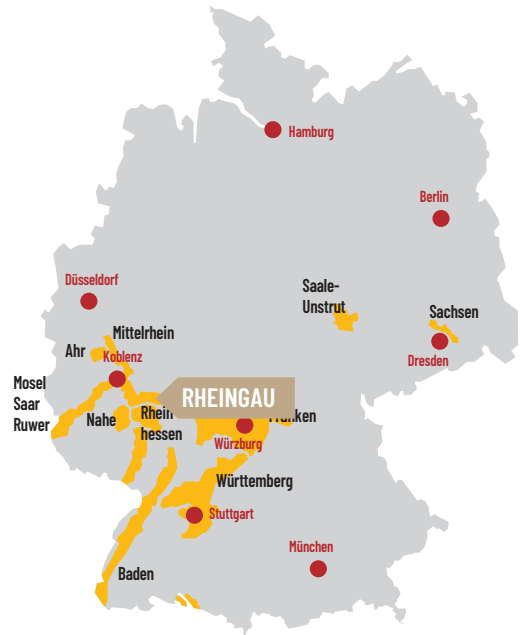 Hamburg
Berlin
Düsseldorf
Saale-
Unstrut
Sachsen
Mittelrhein
Ahr
Koblenz
Dresden
Mosel
Saar
Ruwer
RHEINGAU
Nahe
Rhein
hessen
Würzburg
Württemberg
Stuttgart
München
Baden